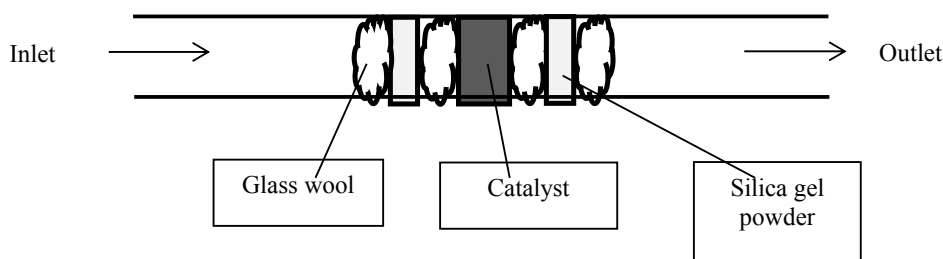 Inlet
Outlet
Glass wool
Catalyst
Silica gel
powder